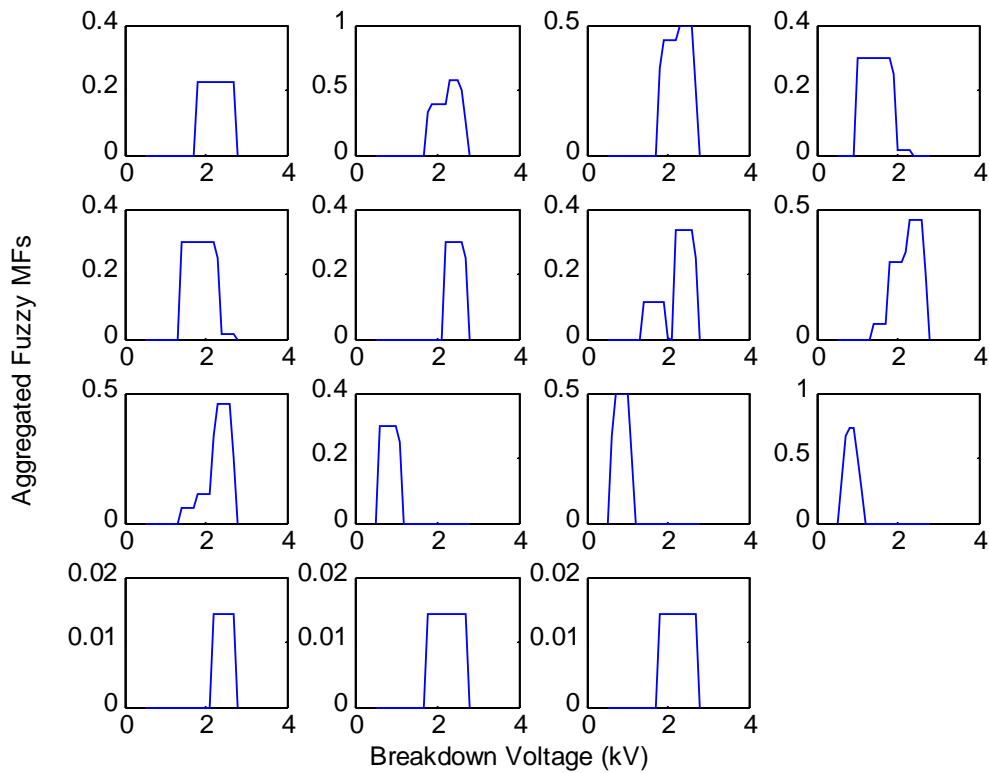 0.4 1 0.5 0.4
0.2 0.5 0.2
0 0 0 0
0 2 4 0 2 4 0 2 4 0 2 4
0.4 0.4 0.4 0.5
0.2 0.2 0.2
0 0 0 0
0 2 4 0 2 4 0 2 4 0 2 4
Aggregated Fuzzy MFs
0.5 0.4 0.5 1
0.2 0.5
0 0 0 0
0 2 4 0 2 4 0 2 4 0 2 4
0.02 0.02 0.02
0.01 0.01 0.01
0 0 0
0 2 4 0 2 4 0 2 4
Breakdown Voltage (kV)